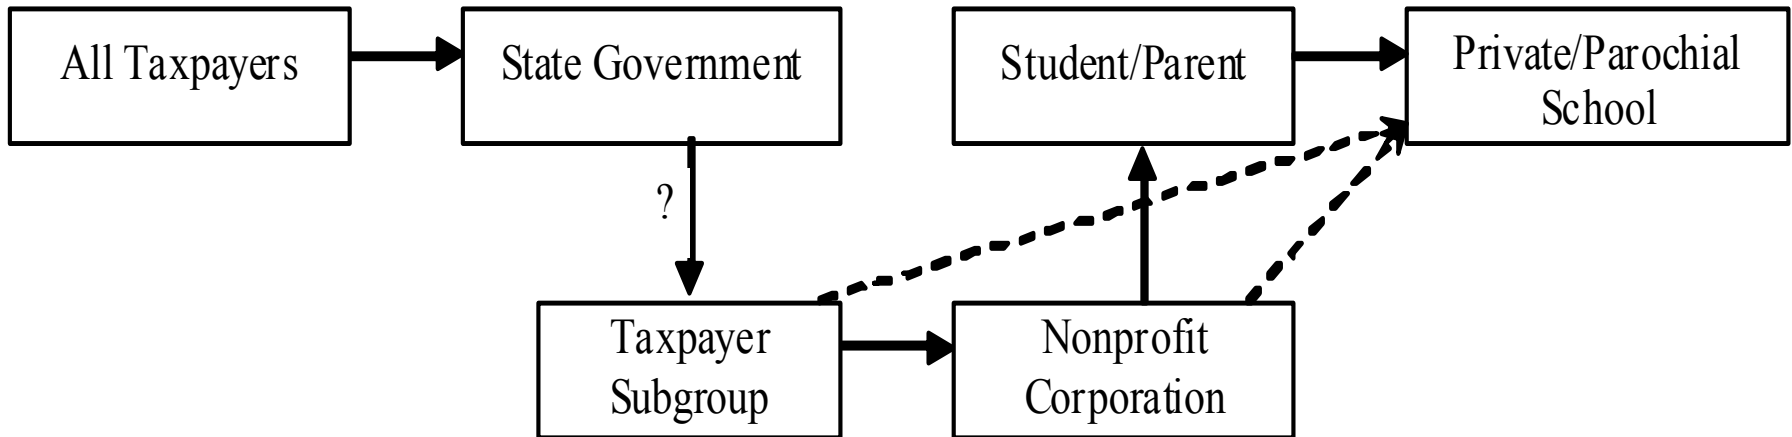 All Taxpayers
State Government
Student/Parent
Private/Parochial
School
?
Taxpayer
Subgroup
Nonprofit
Corporation